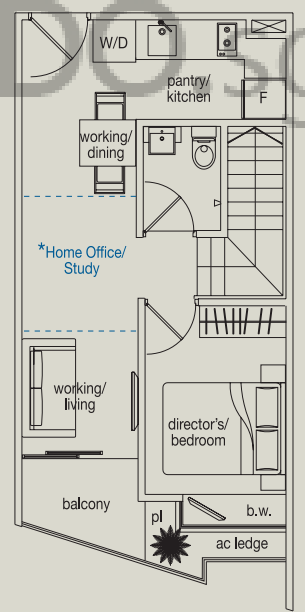 W/D
pantry/
kitchen
F
working/
dining
*Home Office/
Study
working/
living
director's/
bedroom
balcony
pl
b.w.
ac ledge